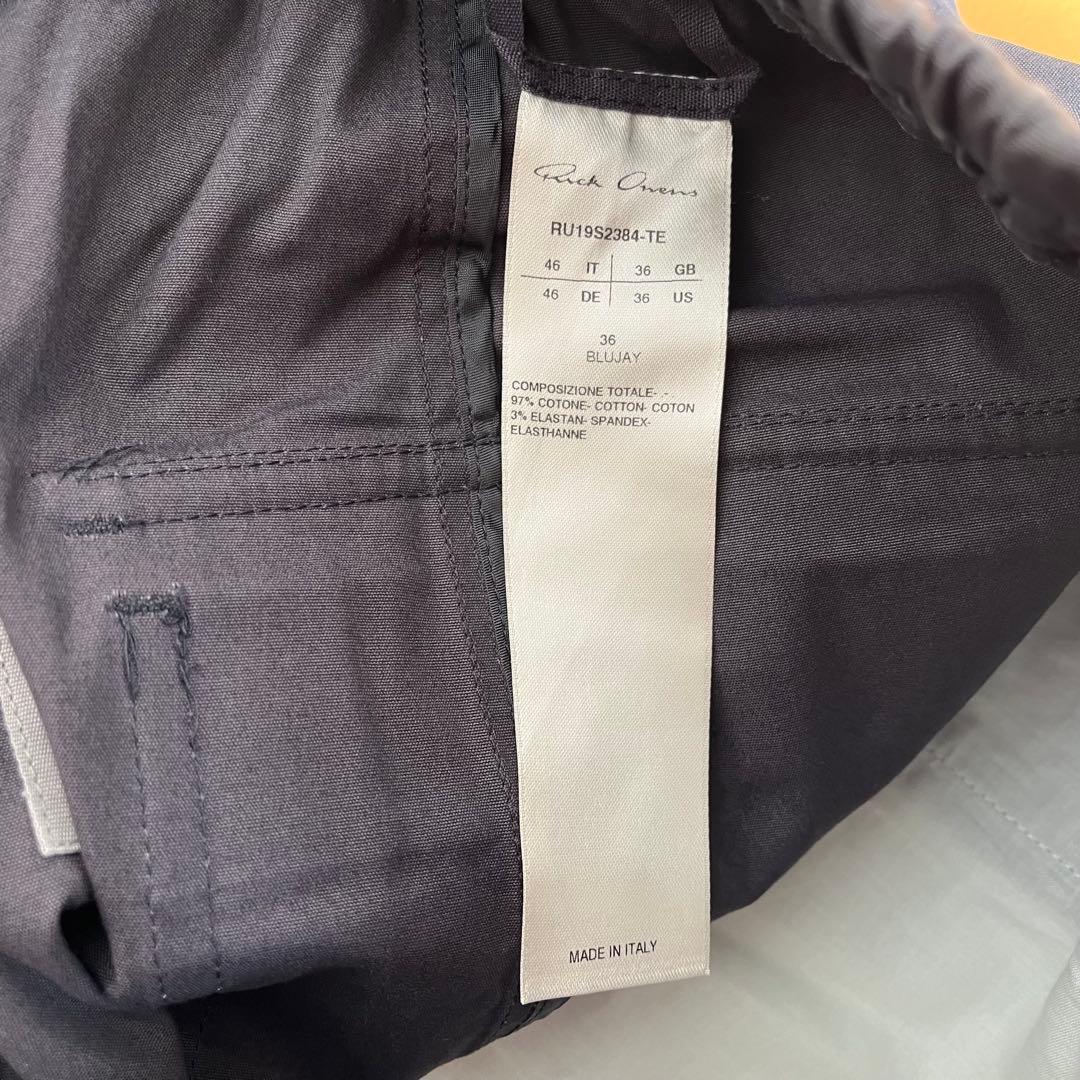 Rick Owens
RU19S2384-TE
46 IT 36 GB
46 DE 36 US
36
BLUJAY
COMPOSIZIONE TOTALE- .-
97% COTONE- COTTON- COTON
3% ELASTAN- SPANDEX-
ELASTHANNE
MADE IN ITALY